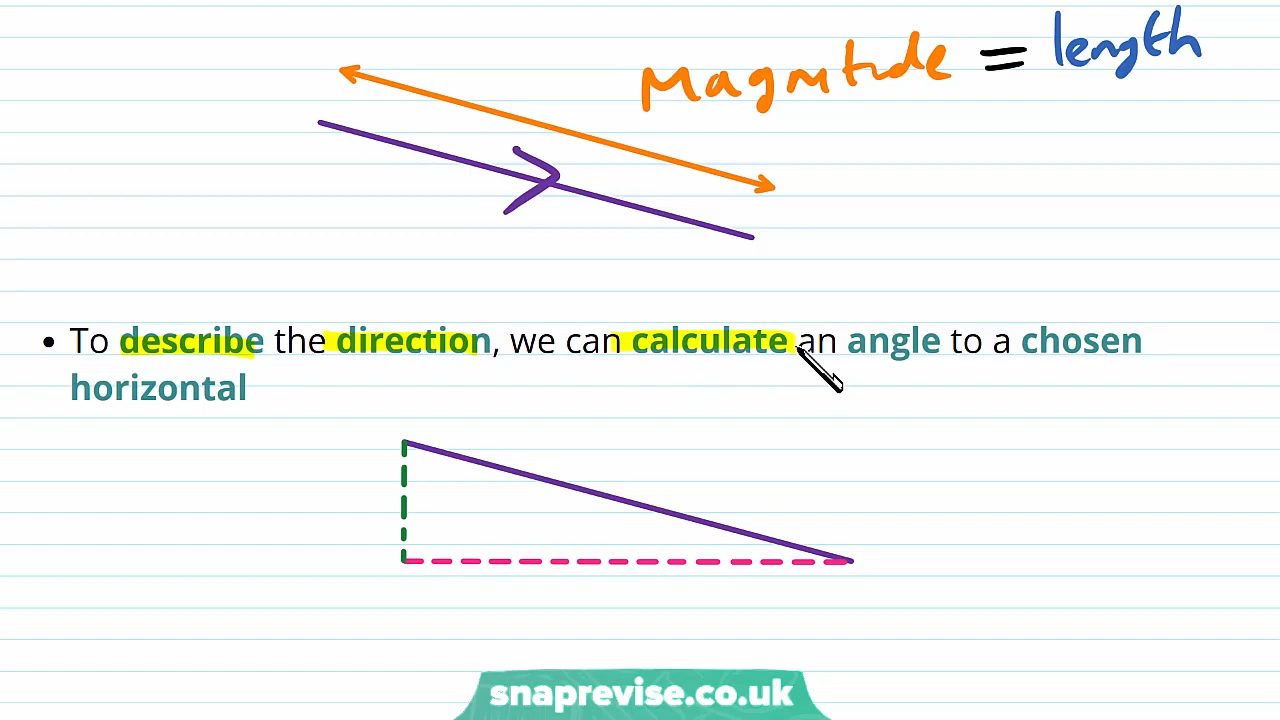 Magnitude = length
• To describe the direction, we can calculate an angle to a chosen
horizontal
snaprevise.co.uk